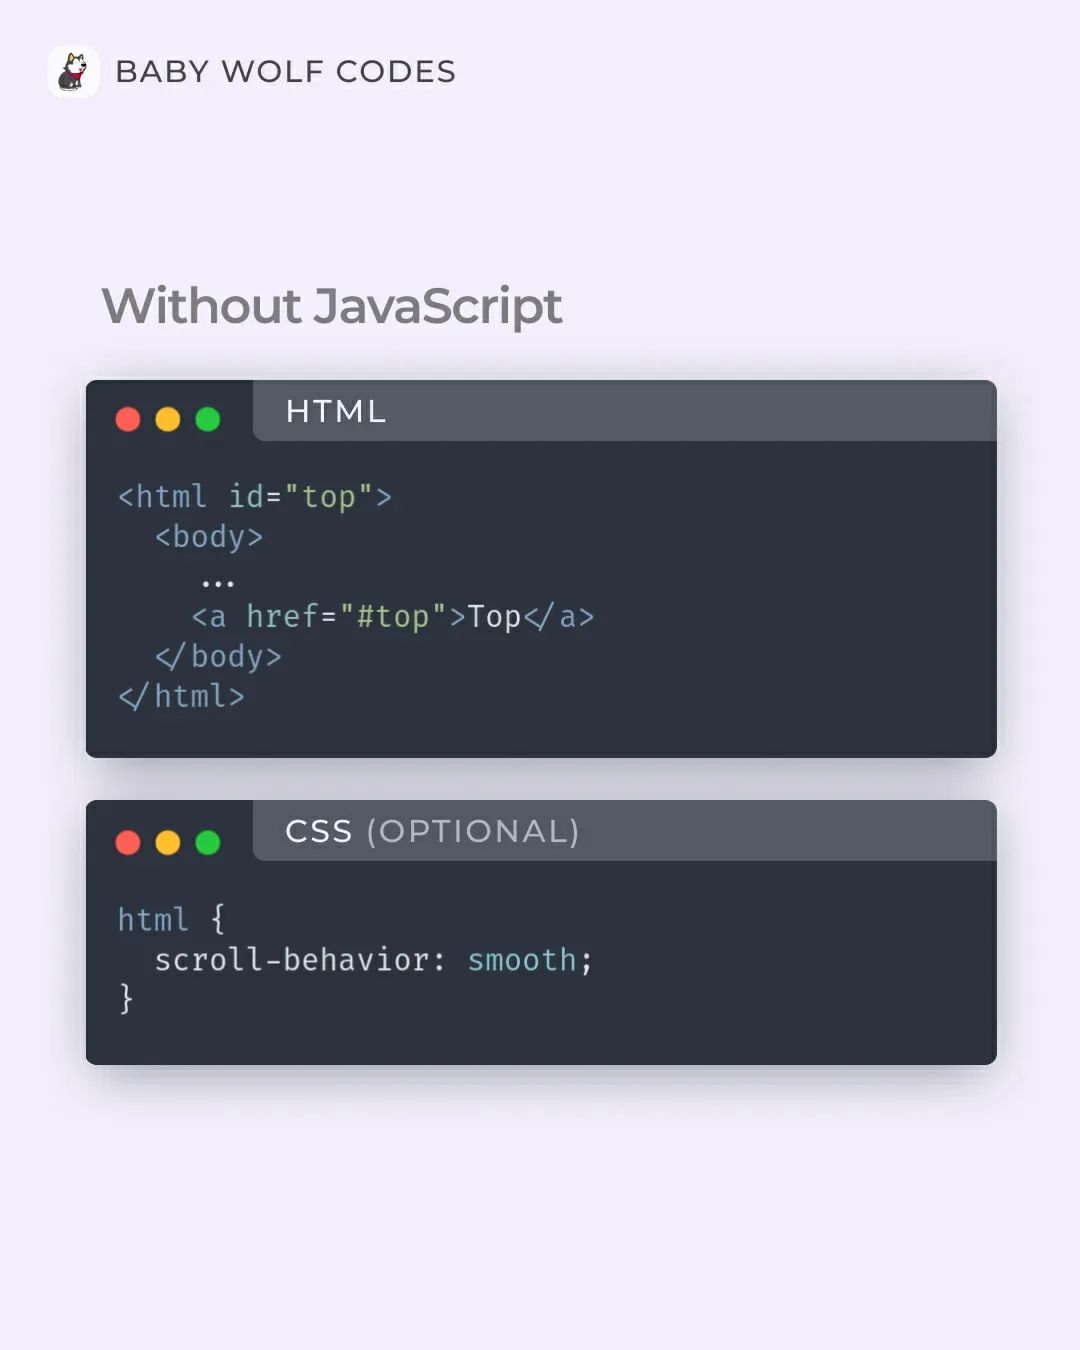 BABY WOLF CODES
Without JavaScript
HTML
<html id="top">
  <body>
    ...
    <a href="#top">Top</a>
  </body>
</html>
CSS (OPTIONAL)
html {
  scroll-behavior: smooth;
}